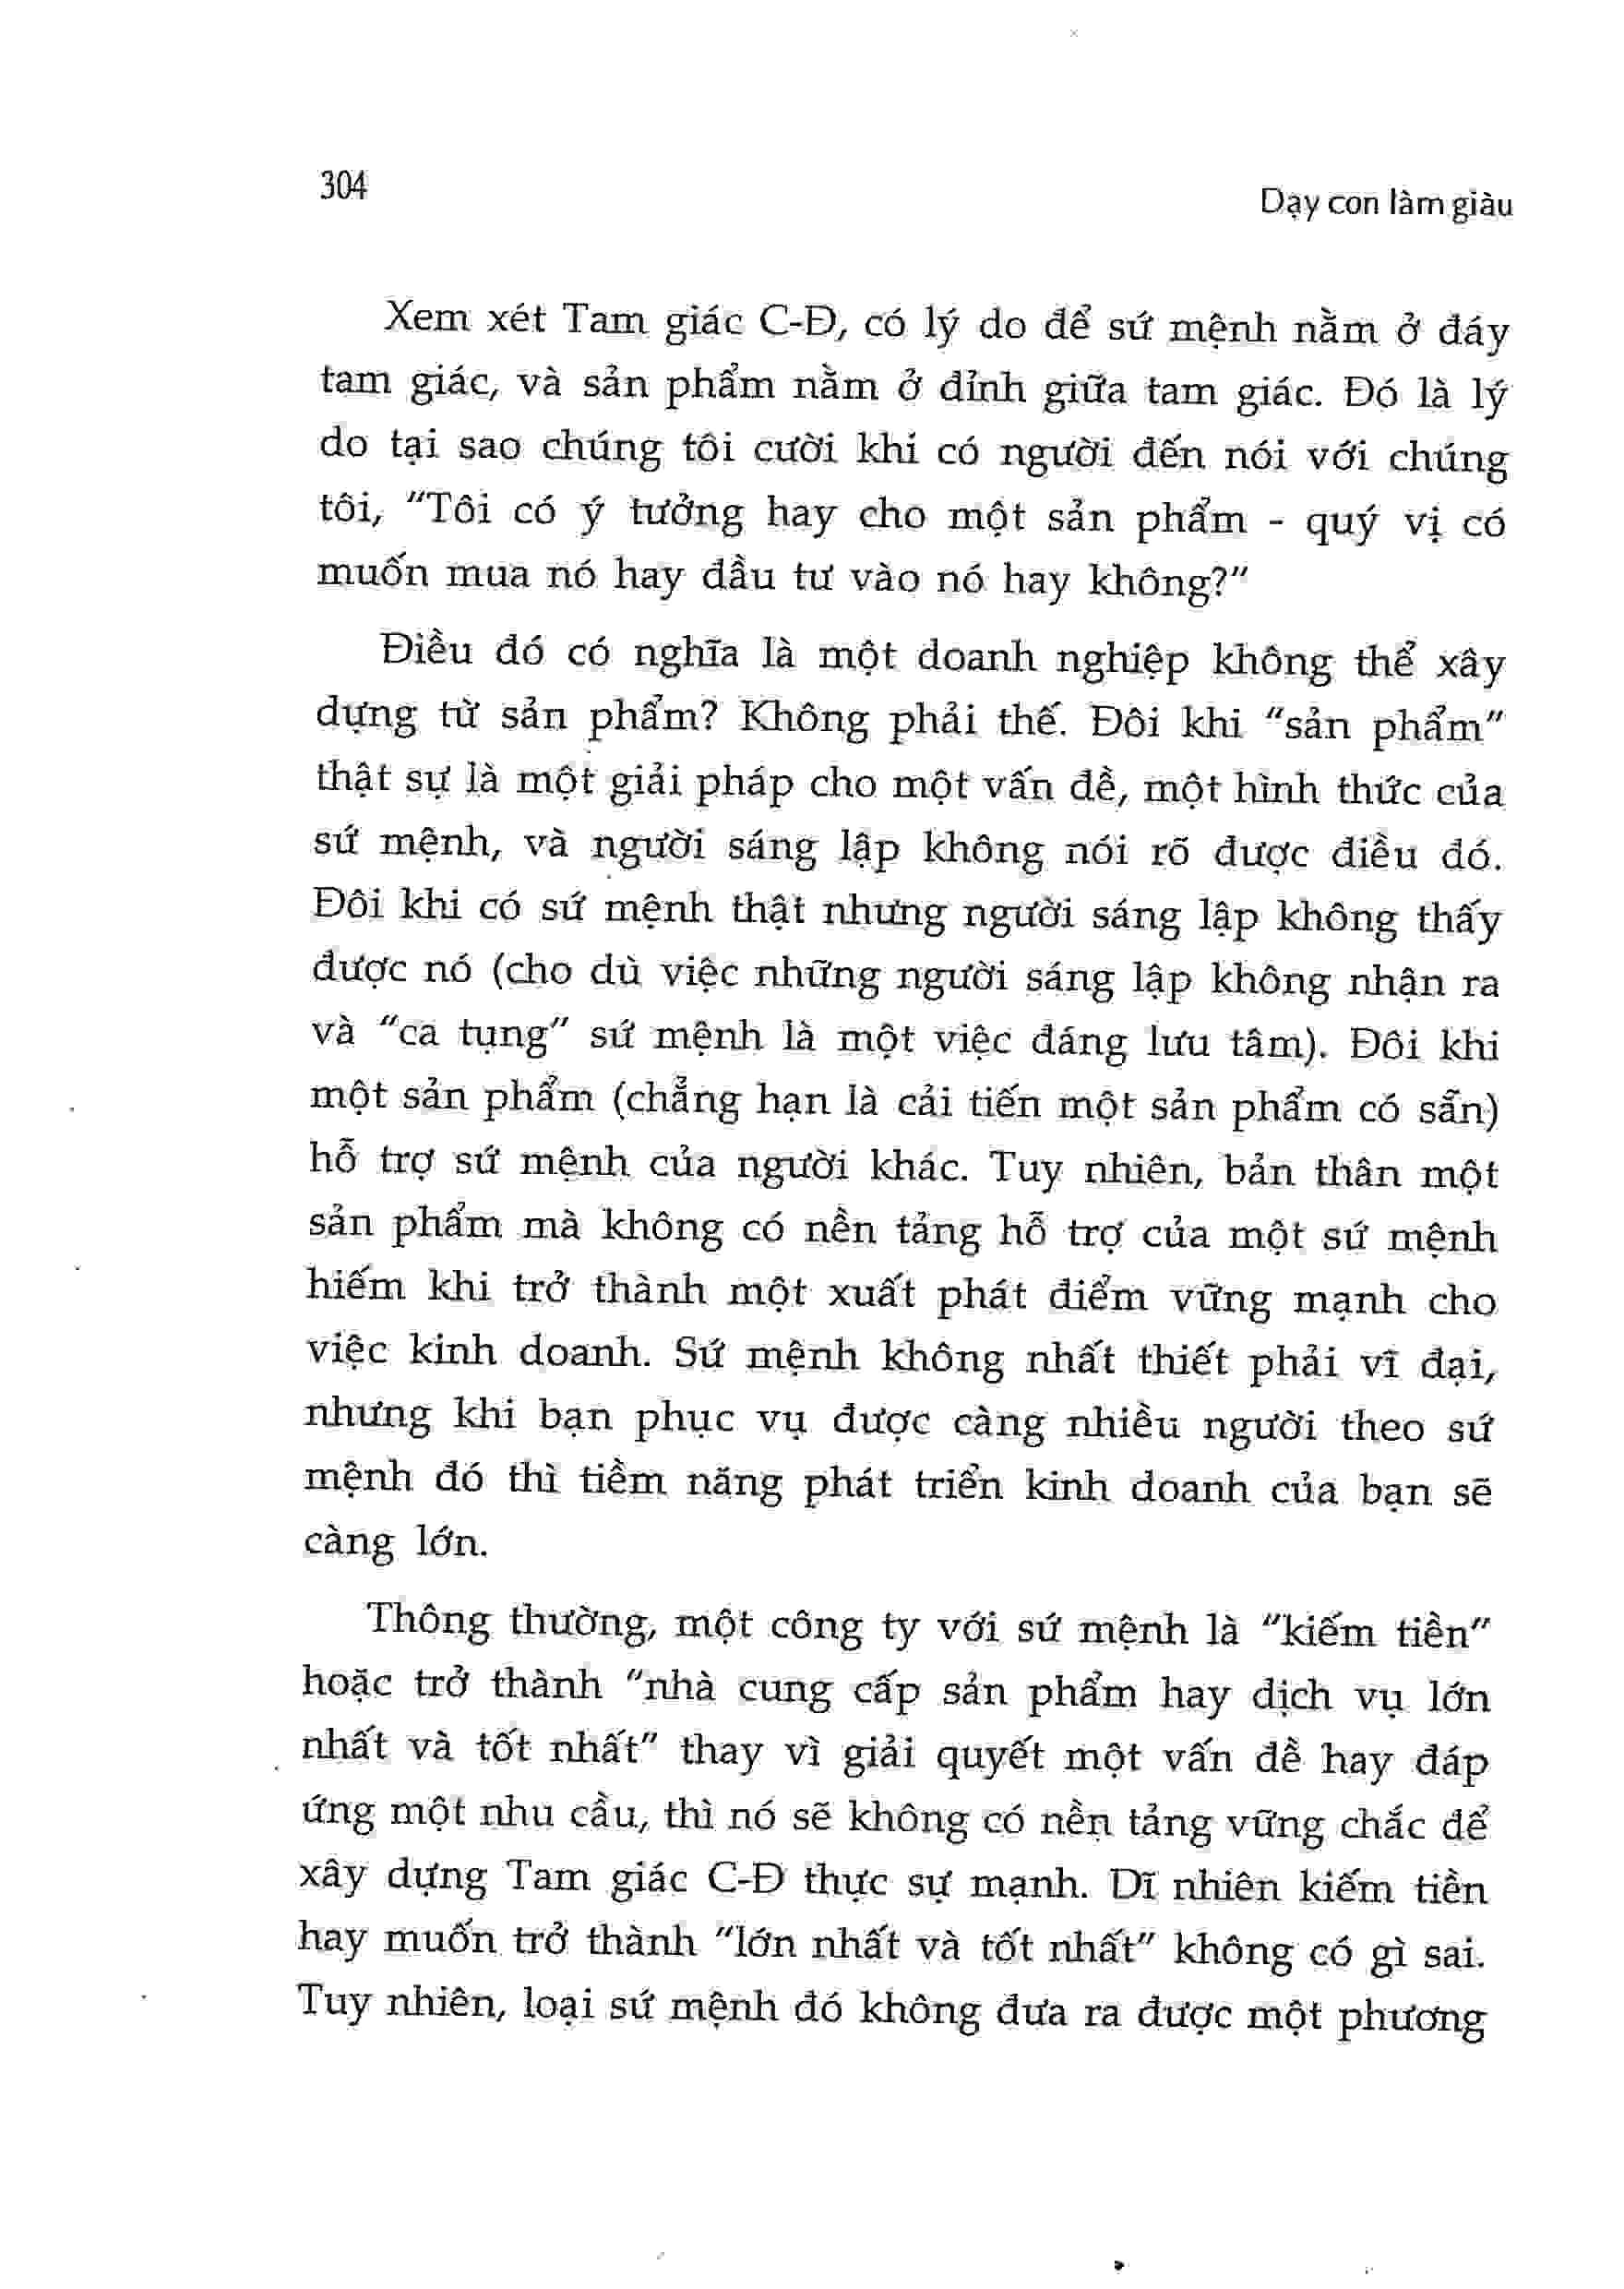 304
Dạy con làm giàu
Xem xét Tam giác C-Đ, có lý do để sứ mệnh nằm ở đáy
tam giác, và sản phẩm nằm ở đỉnh giữa tam giác. Đó là lý
do tại sao chúng tôi cười khi có người đến nói với chúng
tôi, "Tôi có ý tưởng hay cho một sản phẩm - quý vị có
muốn mua nó hay đầu tư vào nó hay không?"
Điều đó có nghĩa là một doanh nghiệp không thể xây
dựng từ sản phẩm? Không phải thế. Đôi khi "sản phẩm"
thật sự là một giải pháp cho một vấn đề, một hình thức của
sứ mệnh, và người sáng lập không nói rõ được điều đó.
Đôi khi có sứ mệnh thật nhưng người sáng lập không thấy
được nó (cho dù việc những người sáng lập không nhận ra
và "ca tụng" sứ mệnh là một việc đáng lưu tâm). Đôi khi
một sản phẩm (chẳng hạn là cải tiến một sản phẩm có sẵn)
hỗ trợ sứ mệnh của người khác. Tuy nhiên, bản thân một
sản phẩm mà không có nền tảng hỗ trợ của một sứ mệnh
hiếm khi trở thành một xuất phát điểm vững mạnh cho
việc kinh doanh. Sứ mệnh không nhất thiết phải vĩ đại,
nhưng khi bạn phục vụ được càng nhiều người theo sứ
mệnh đó thì tiềm năng phát triển kinh doanh của bạn sẽ
càng lớn.
Thông thường, một công ty với sứ mệnh là "kiếm tiền"
hoặc trở thành "nhà cung cấp sản phẩm hay dịch vụ lớn
nhất và tốt nhất" thay vì giải quyết một vấn đề hay đáp
ứng một nhu cầu, thì nó sẽ không có nền tảng vững chắc để
xây dựng Tam giác C-Đ thực sự mạnh. Dĩ nhiên kiếm tiền
hay muốn trở thành "lớn nhất và tốt nhất" không có gì sai.
Tuy nhiên, loại sứ mệnh đó không đưa ra được một phương